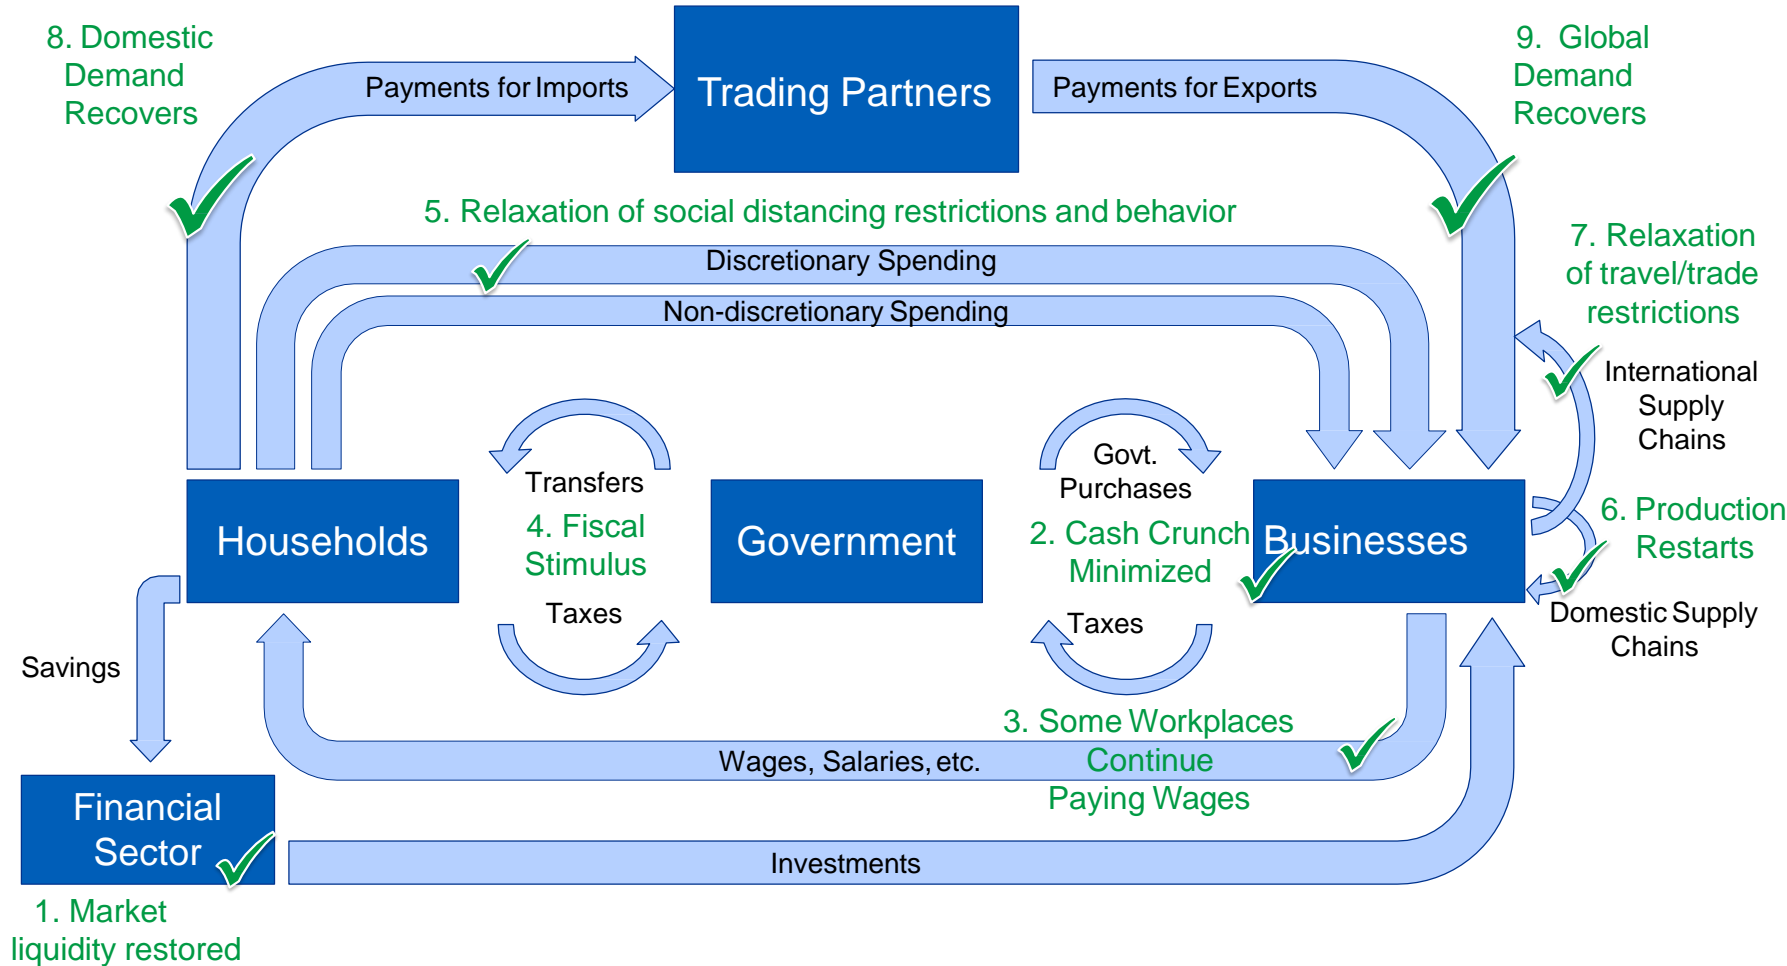 8. Domestic
Demand
Recovers
Payments for Imports
Trading Partners
Payments for Exports
9. Global
Demand
Recovers
5. Relaxation of social distancing restrictions and behavior
Discretionary Spending
Non-discretionary Spending
7. Relaxation
of travel/trade
restrictions
International
Supply
Chains
Transfers
4. Fiscal
Stimulus
Taxes
Households
Government
Govt.
Purchases
2. Cash Crunch
Minimized
Taxes
Businesses
6. Production
Restarts
Domestic Supply
Chains
Savings
3. Some Workplaces
Continue
Paying Wages
Wages, Salaries, etc.
Financial
Sector
Investments
1. Market
liquidity restored